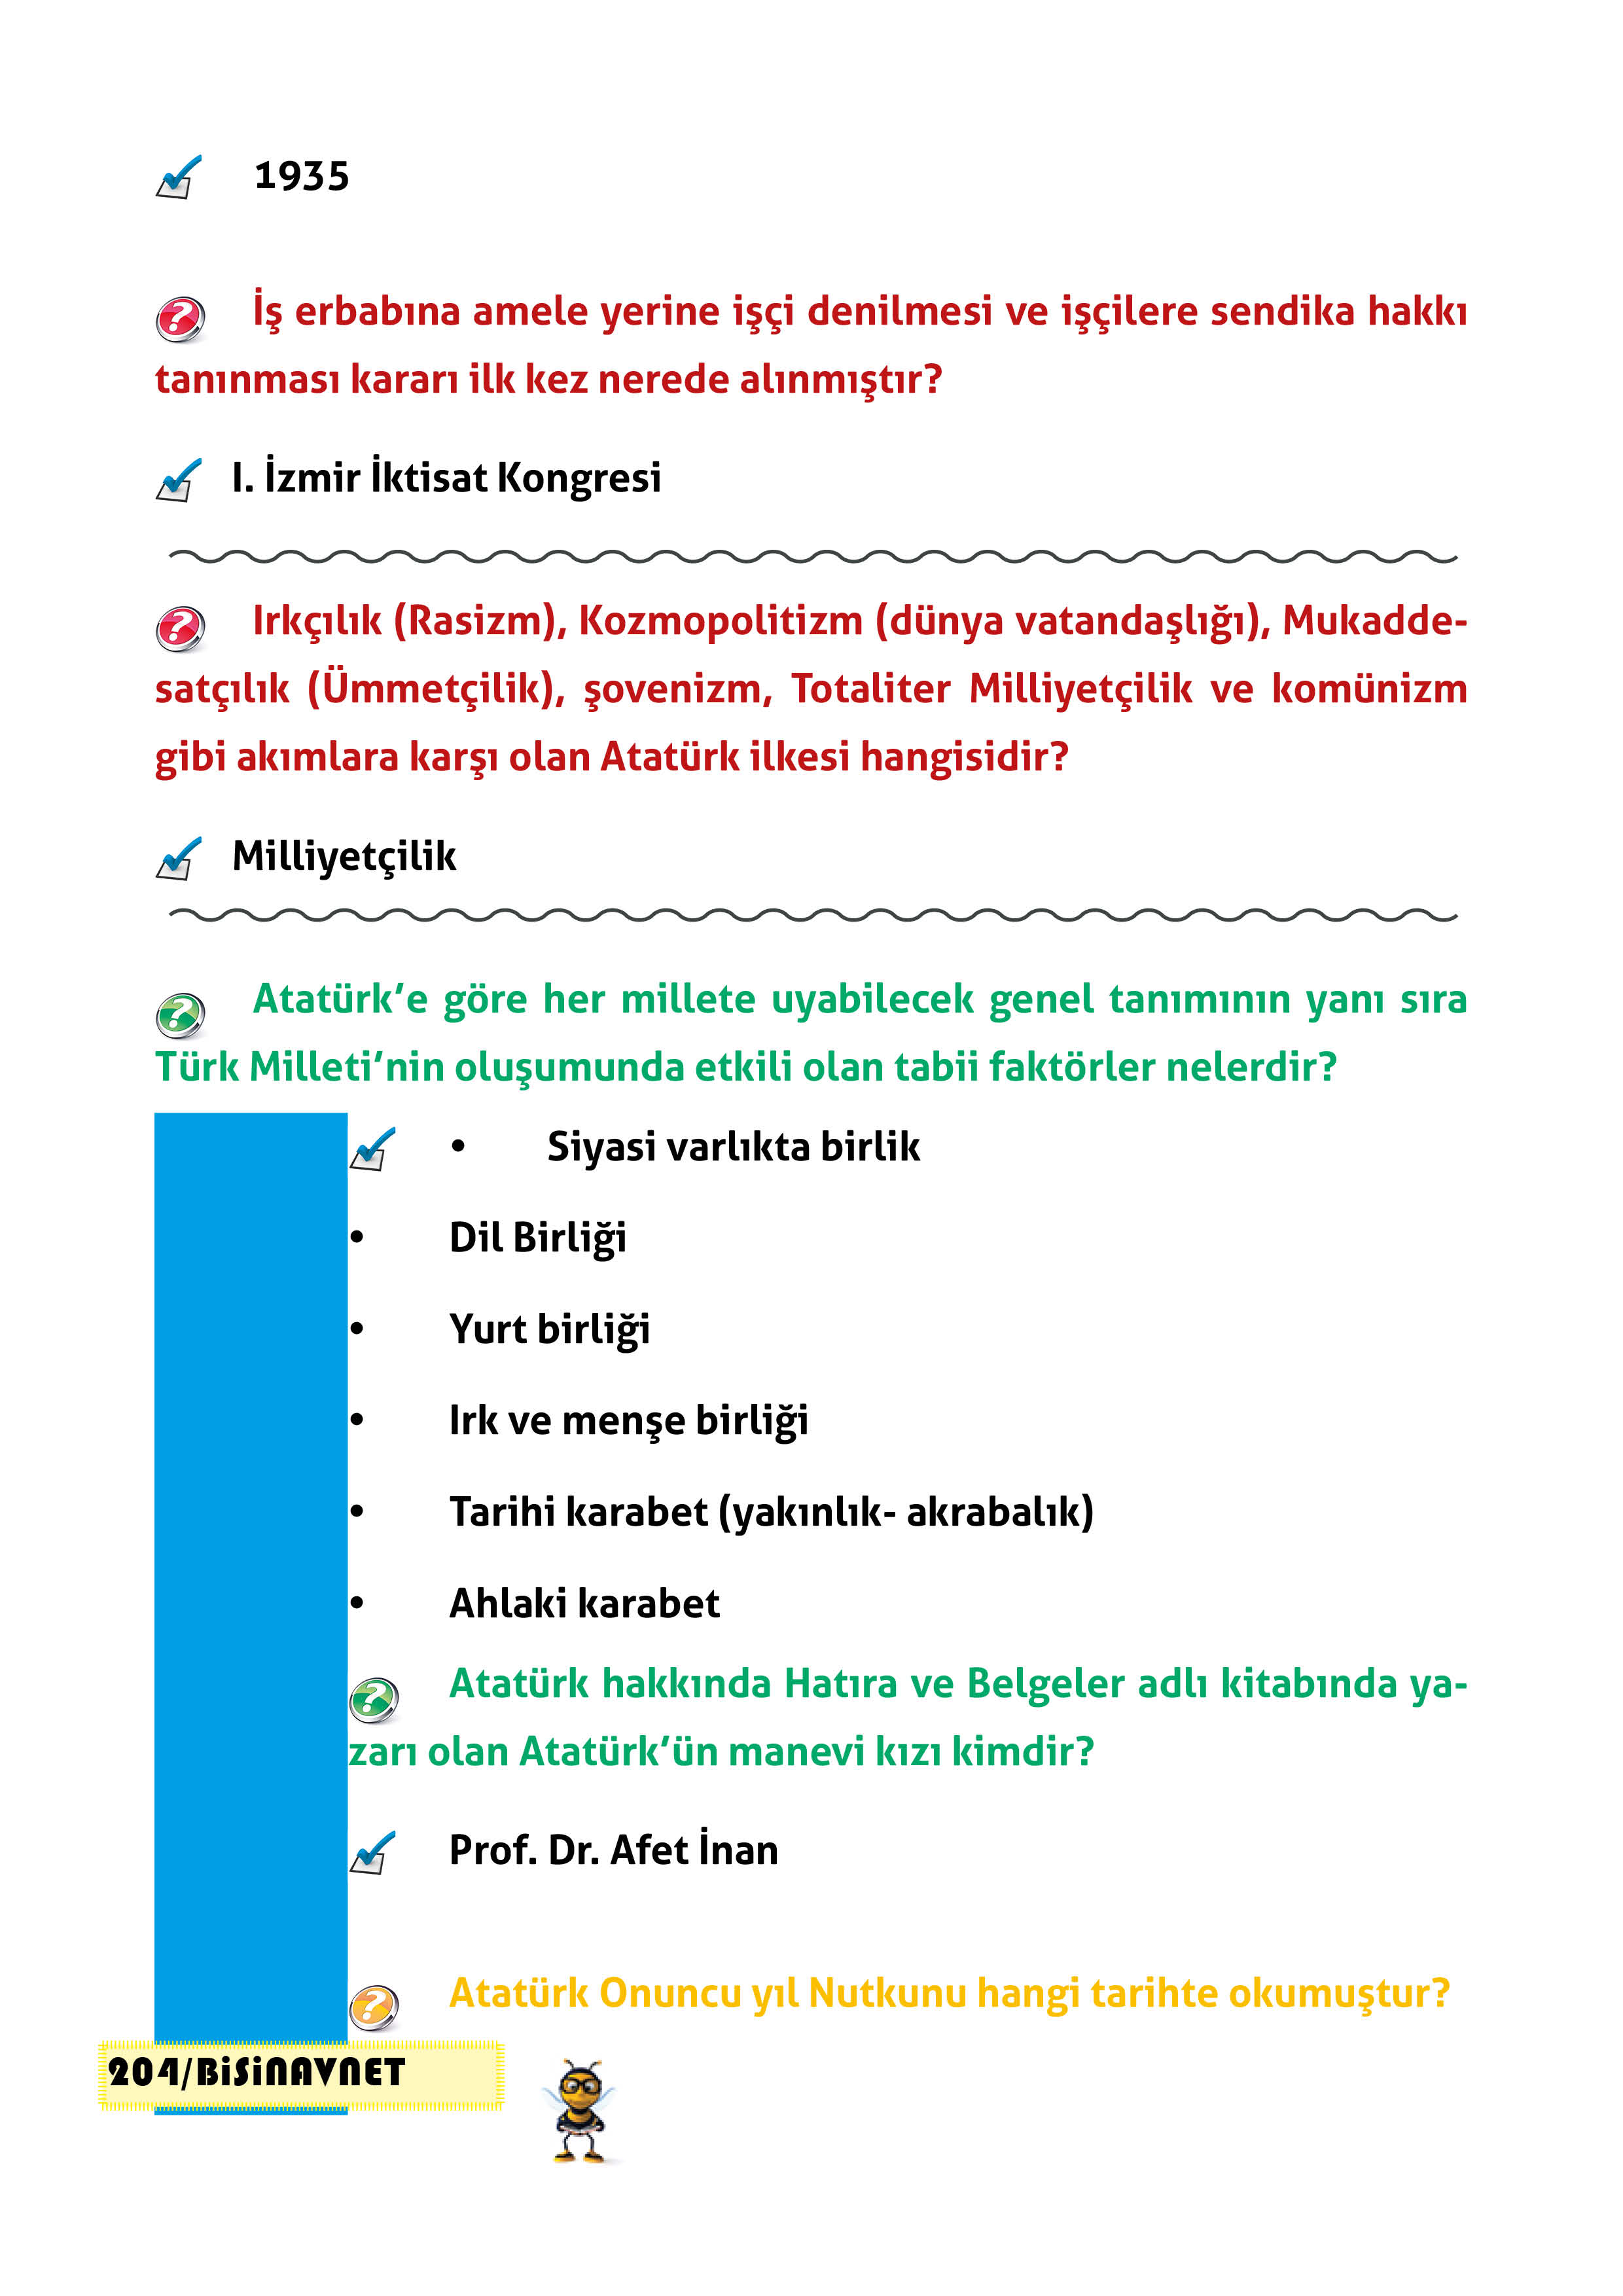 1935
İş erbabına amele yerine işçi denilmesi ve işçilere sendika hakkı
tanınması kararı ilk kez nerede alınmıştır?
I. İzmir İktisat Kongresi
Irkçılık (Rasizm), Kozmopolitizm (dünya vatandaşlığı), Mukadde-
satçılık (Ümmetçilik), şovenizm, Totaliter Milliyetçilik ve komünizm
gibi akımlara karşı olan Atatürk ilkesi hangisidir?
Milliyetçilik
Atatürk’e göre her millete uyabilecek genel tanımının yanı sıra
Türk Milleti’nin oluşumunda etkili olan tabii faktörler nelerdir?
• Siyasi varlıkta birlik
• Dil Birliği
• Yurt birliği
• Irk ve menşe birliği
• Tarihi karabet (yakınlık- akrabalık)
• Ahlaki karabet
Atatürk hakkında Hatıra ve Belgeler adlı kitabında ya-
zarı olan Atatürk’ün manevi kızı kimdir?
Prof. Dr. Afet İnan
Atatürk Onuncu yıl Nutkunu hangi tarihte okumuştur?
204/BiSiNAVNET